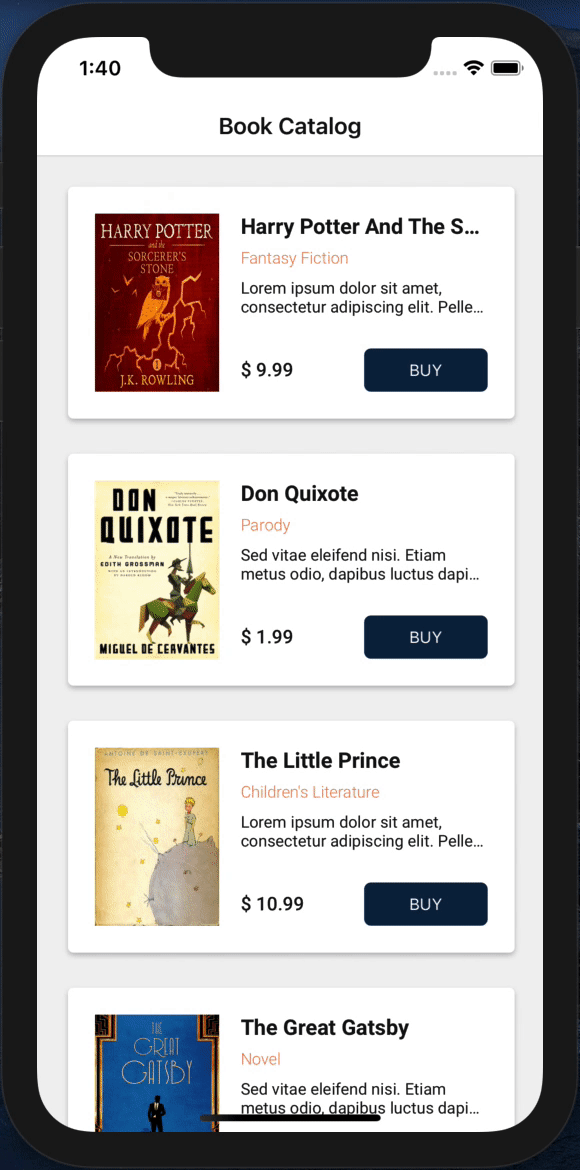 1:40
Book Catalog
HARRY POTTER
and the
SORCERER'S
STONE
1
J.K. ROWLING
Harry Potter And The S...
Fantasy Fiction
Lorem ipsum dolor sit amet,
consectetur adipiscing elit. Pelle...
$ 9.99
BUY
DON
QUIXOTE
A New Translation by
EDITH GROSSMAN
MIGUEL DE CERVANTES
Don Quixote
Parody
Sed vitae eleifend nisi. Etiam
metus odio, dapibus luctus dapi...
$ 1.99
BUY
ANTOINE DE SAINT-EXUPÉRY
The Little Prince
The Little Prince
Children's Literature
Lorem ipsum dolor sit amet,
consectetur adipiscing elit. Pelle...
$ 10.99
BUY
THE
GREAT
GATSBY
The Great Gatsby
Novel
Sed vitae eleifend nisi. Etiam
metus odio, dapibus luctus dapi...